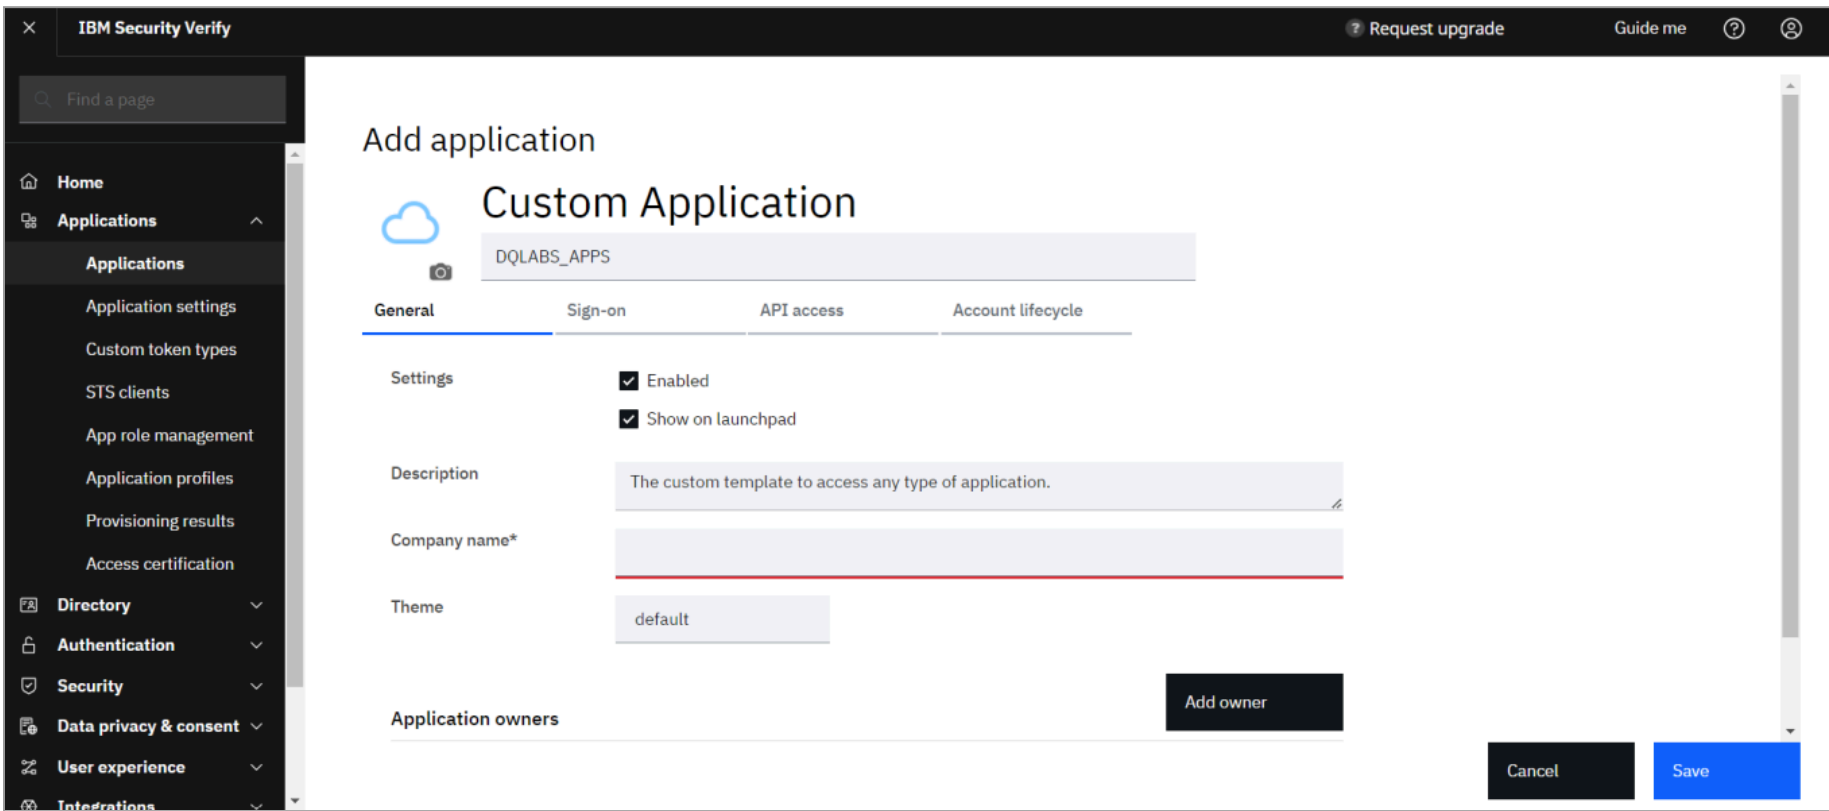 IBM Security Verify
? Request upgrade
Guide me
Find a page
Home
Applications
Applications
Application settings
Custom token types
STS clients
App role management
Application profiles
Provisioning results
Access certification
Directory
Authentication
Security
Data privacy & consent
User experience
Integrations
Add application
Custom Application
DQLABS_APPS
General
Sign-on
API access
Account lifecycle
Settings
Enabled
Show on launchpad
Description
The custom template to access any type of application.
Company name*
Theme
default
Application owners
Add owner
Cancel
Save